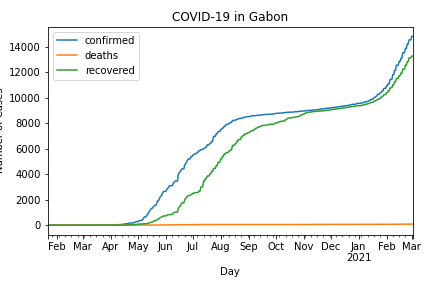 COVID-19 in Gabon
confirmed
deaths
recovered
14000
12000
10000
8000
6000
4000
2000
0
Feb Mar Apr May Jun Jul Aug Sep Oct Nov Dec Jan Feb Mar
2021
Day